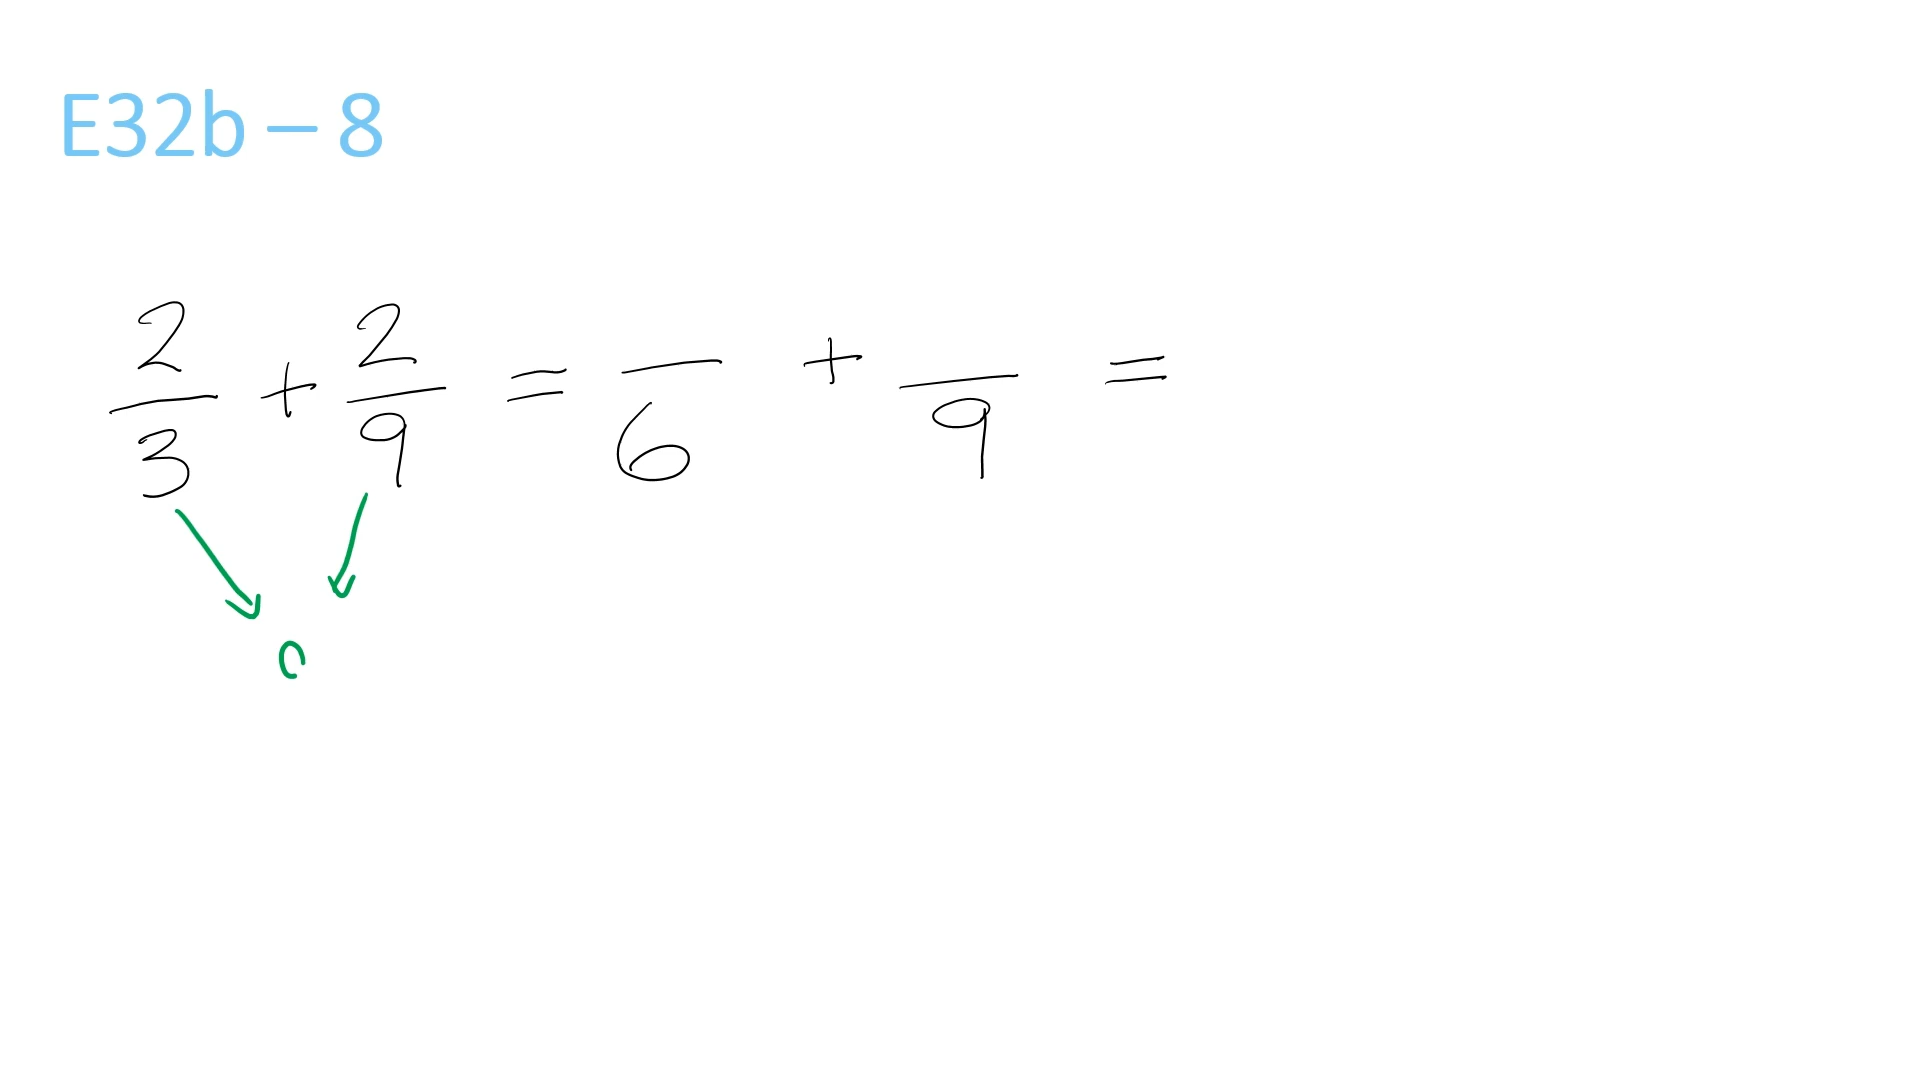 E32b – 8
2/3 + 2/9 = /6 + /9 =